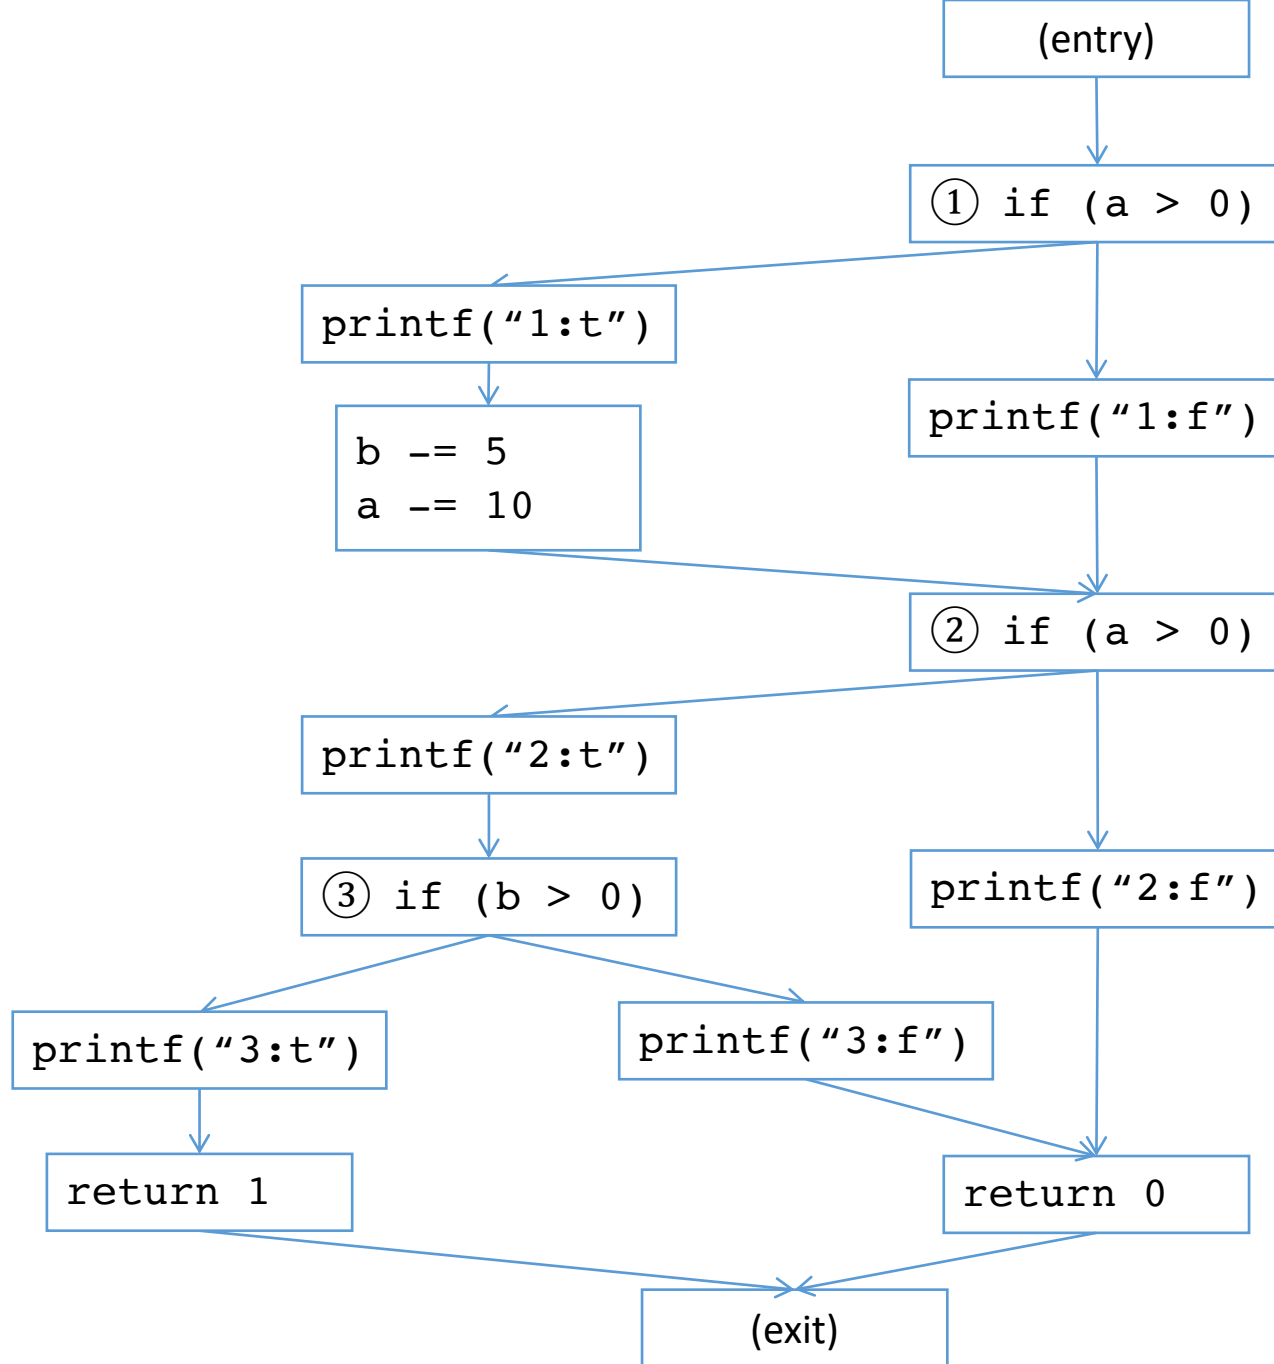 (entry)
① if (a > 0)
printf(“1:t”)
printf(“1:f”)
b -= 5
a -= 10
② if (a > 0)
printf(“2:t”)
③ if (b > 0)
printf(“2:f”)
printf(“3:t”)
printf(“3:f”)
return 1
return 0
(exit)